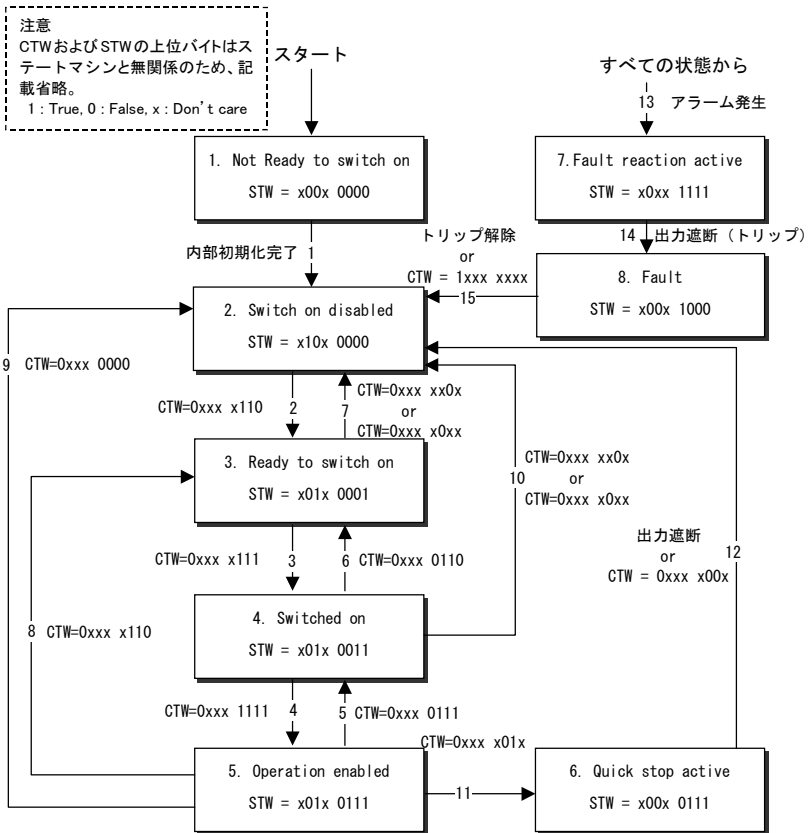 注意
CTWおよびSTWの上位バイトはス
テートマシンと無関係のため、記
載省略。
1 : True, 0 : False, x : Don't care
スタート
すべての状態から
13 アラーム発生
1. Not Ready to switch on
STW = x00x 0000
7.Fault reaction active
STW = x0xx 1111
内部初期化完了 1
トリップ解除
or
CTW = 1xxx xxxx
15
14 出力遮断（トリップ）
8. Fault
STW = x00x 1000
2. Switch on disabled
STW = x10x 0000
9 CTW=0xxx 0000
CTW=0xxx x110 2
7
CTW=0xxx xx0x
or
CTW=0xxx x0xx
3. Ready to switch on
STW = x01x 0001
10
CTW=0xxx xx0x
or
CTW=0xxx x0xx
CTW=0xxx x111 3
6 CTW=0xxx 0110
出力遮断
or
CTW = 0xxx x00x
12
4. Switched on
STW = x01x 0011
8 CTW=0xxx x110
CTW=0xxx 1111 4
5 CTW=0xxx 0111
CTW=0xxx x01x
11
5. Operation enabled
STW = x01x 0111
6. Quick stop active
STW = x00x 0111